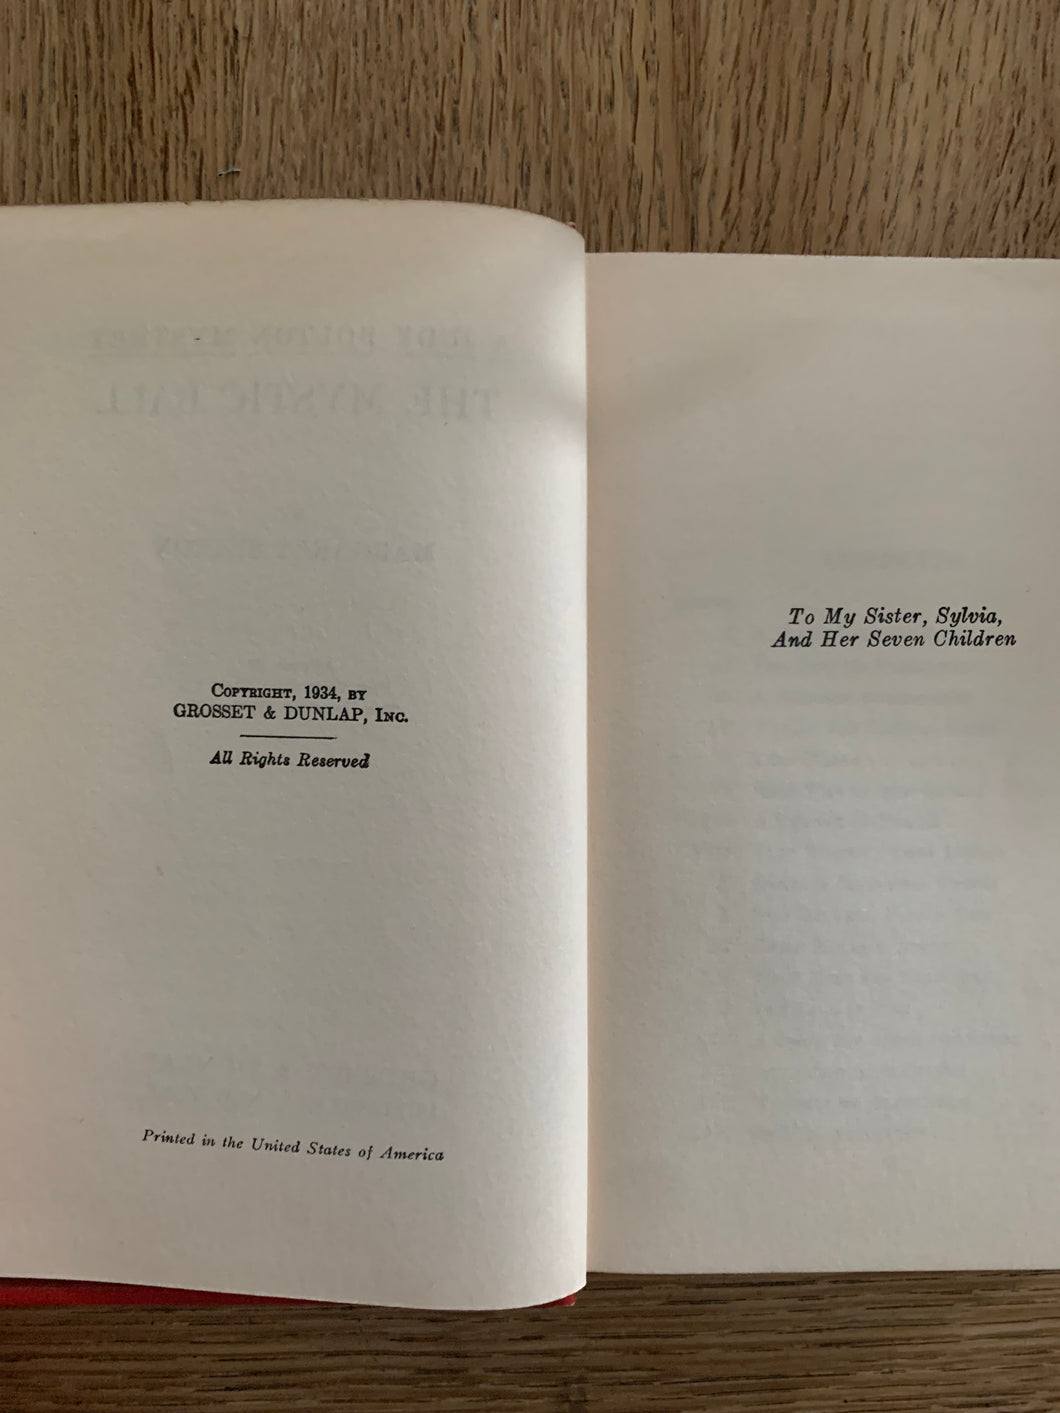 COPYRIGHT, 1934, BY
GROSSET & DUNLAP, INC.
All Rights Reserved
Printed in the United States of America
To My Sister, Sylvia,
And Her Seven Children